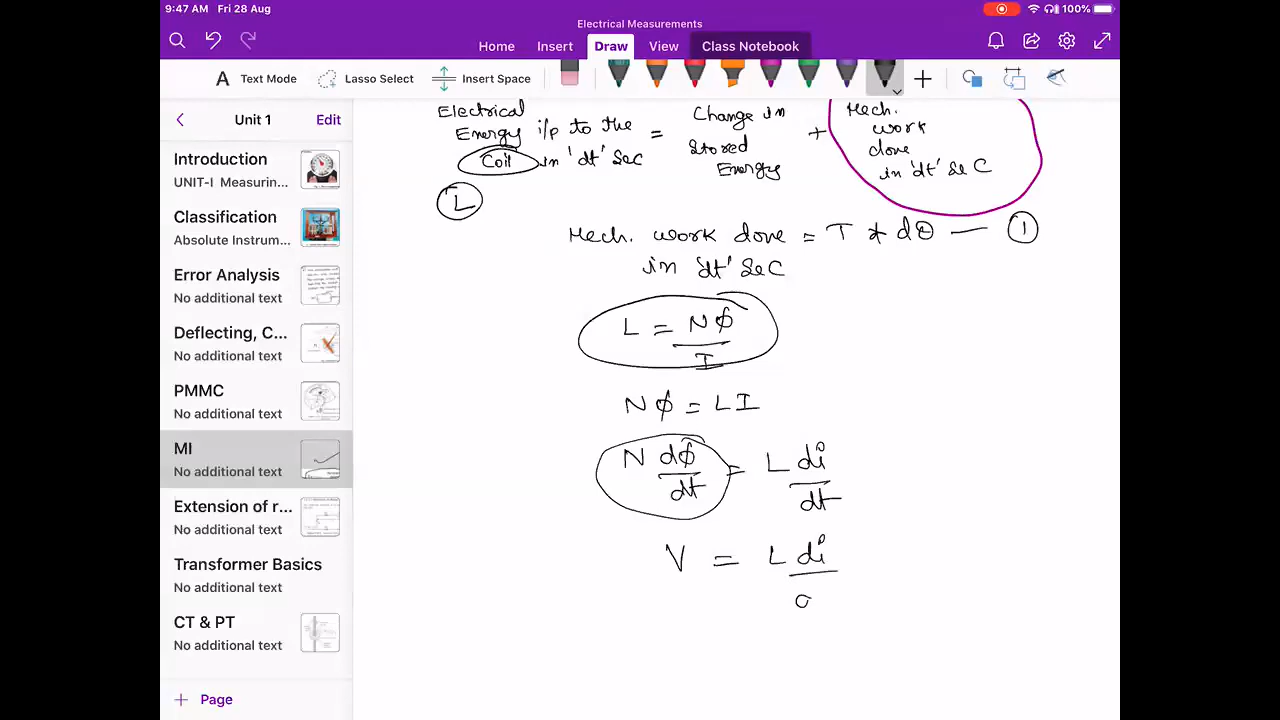 9:47 AM Fri 28 Aug
100%
Electrical Measurements
Home Insert Draw View Class Notebook
Text Mode Lasso Select Insert Space
Unit 1 Edit
Introduction
UNIT-I Measurin...
Classification
Absolute Instrum...
Error Analysis
No additional text
Deflecting, C...
No additional text
PMMC
No additional text
MI
No additional text
Extension of r...
No additional text
Transformer Basics
No additional text
CT & PT
No additional text
+ Page
Electrical
Energy i/p to the
Coil in 'dt' Sec
=
Change in
Stored
Energy
+
Mech.
work
done
in 'dt' sec
L
Mech. work done = T * dθ — 1
in 'dt' sec
L = Nϕ
I
Nϕ = LI
N dϕ = L di
dt dt
V = L di